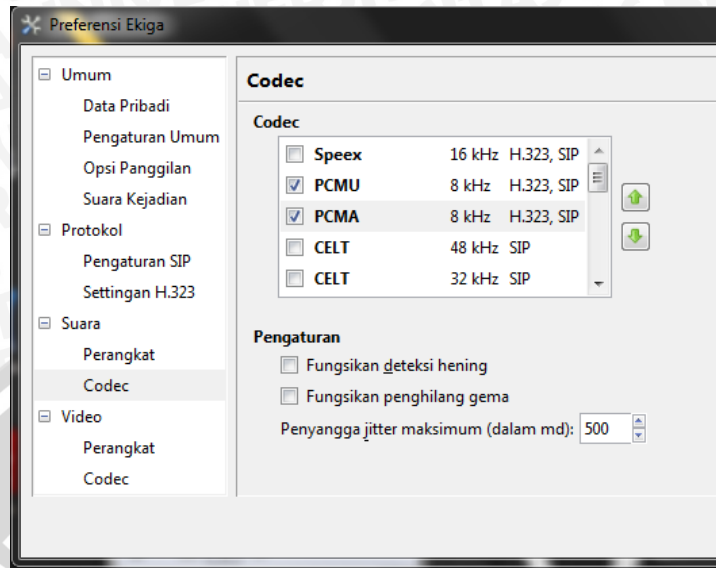 Preferensi Ekiga
Umum
Data Pribadi
Pengaturan Umum
Opsi Panggilan
Suara Kejadian
Protokol
Pengaturan SIP
Settingan H.323
Suara
Perangkat
Codec
Video
Perangkat
Codec
Codec
Codec
Speex 16 kHz H.323, SIP
PCMU 8 kHz H.323, SIP
PCMA 8 kHz H.323, SIP
CELT 48 kHz SIP
CELT 32 kHz SIP
Pengaturan
Fungsikan deteksi hening
Fungsikan penghilang gema
Penyangga jitter maksimum (dalam md): 500